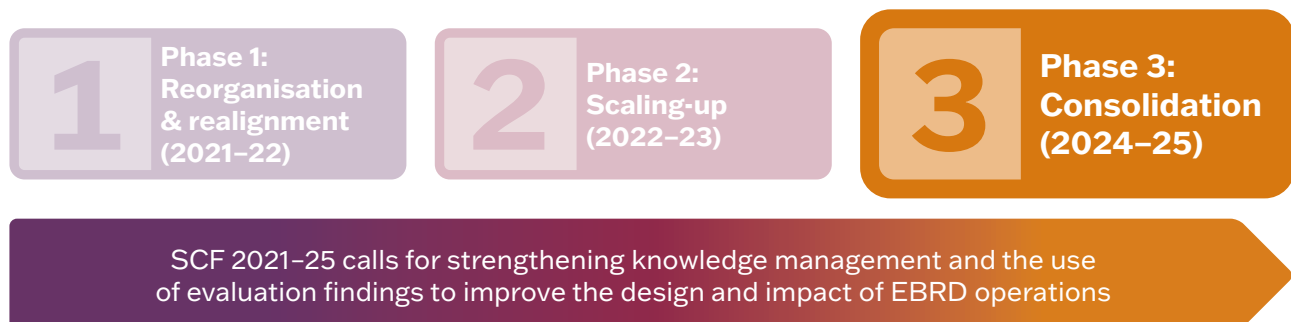 1
Phase 1:
Reorganisation
& realignment
(2021–22)
2
Phase 2:
Scaling-up
(2022–23)
3
Phase 3:
Consolidation
(2024–25)
SCF 2021–25 calls for strengthening knowledge management and the use
of evaluation findings to improve the design and impact of EBRD operations